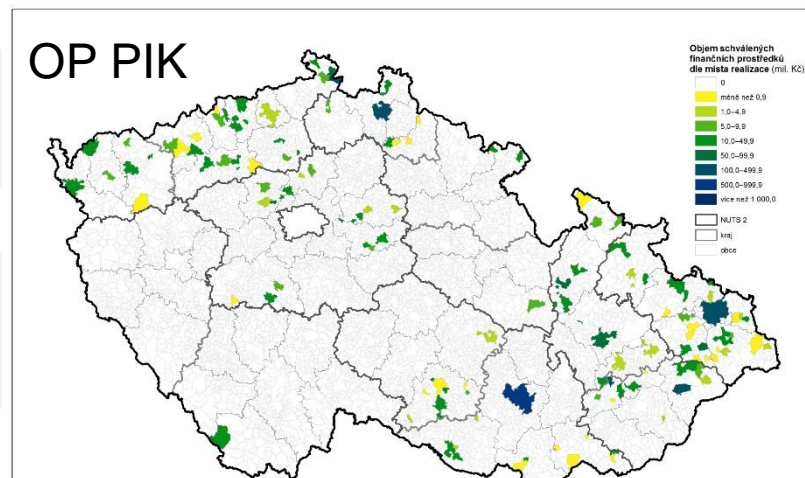 OP PIK
Objem schválených
finančních prostředků
dle místa realizace (mil. Kč)
0
méně než 0,9
1,0–4,9
5,0–9,9
10,0–49,9
50,0–99,9
100,0–499,9
500,0–999,9
více než 1 000,0
NUTS 2
kraj
obce